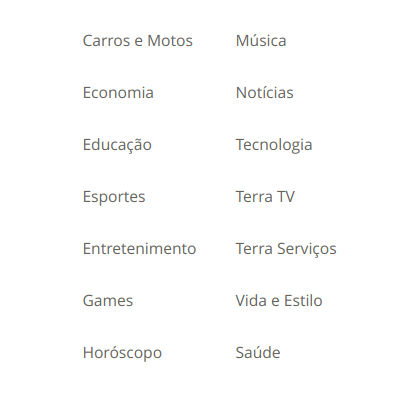 Carros e Motos
Economia
Educação
Esportes
Entretenimento
Games
Horóscopo
Música
Notícias
Tecnologia
Terra TV
Terra Serviços
Vida e Estilo
Saúde